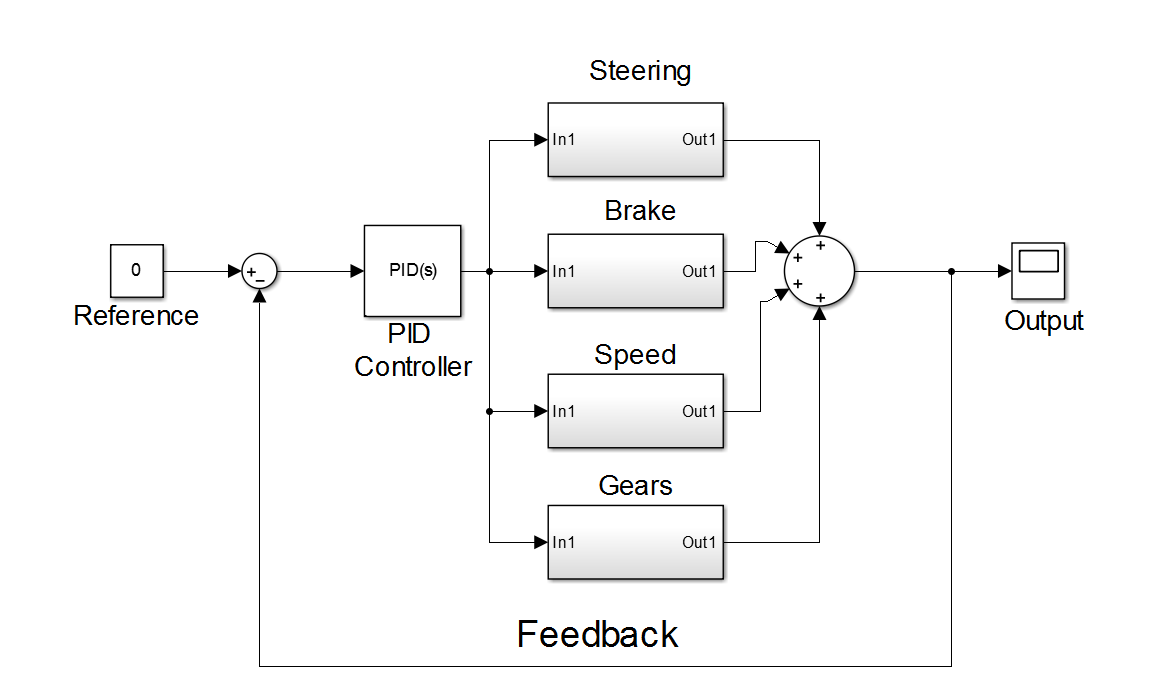 Steering
In1 Out1
Brake
0
+
−
PID(s)
In1 Out1
+
+
+
+
Reference
PID
Controller
Output
Speed
In1 Out1
Gears
In1 Out1
Feedback